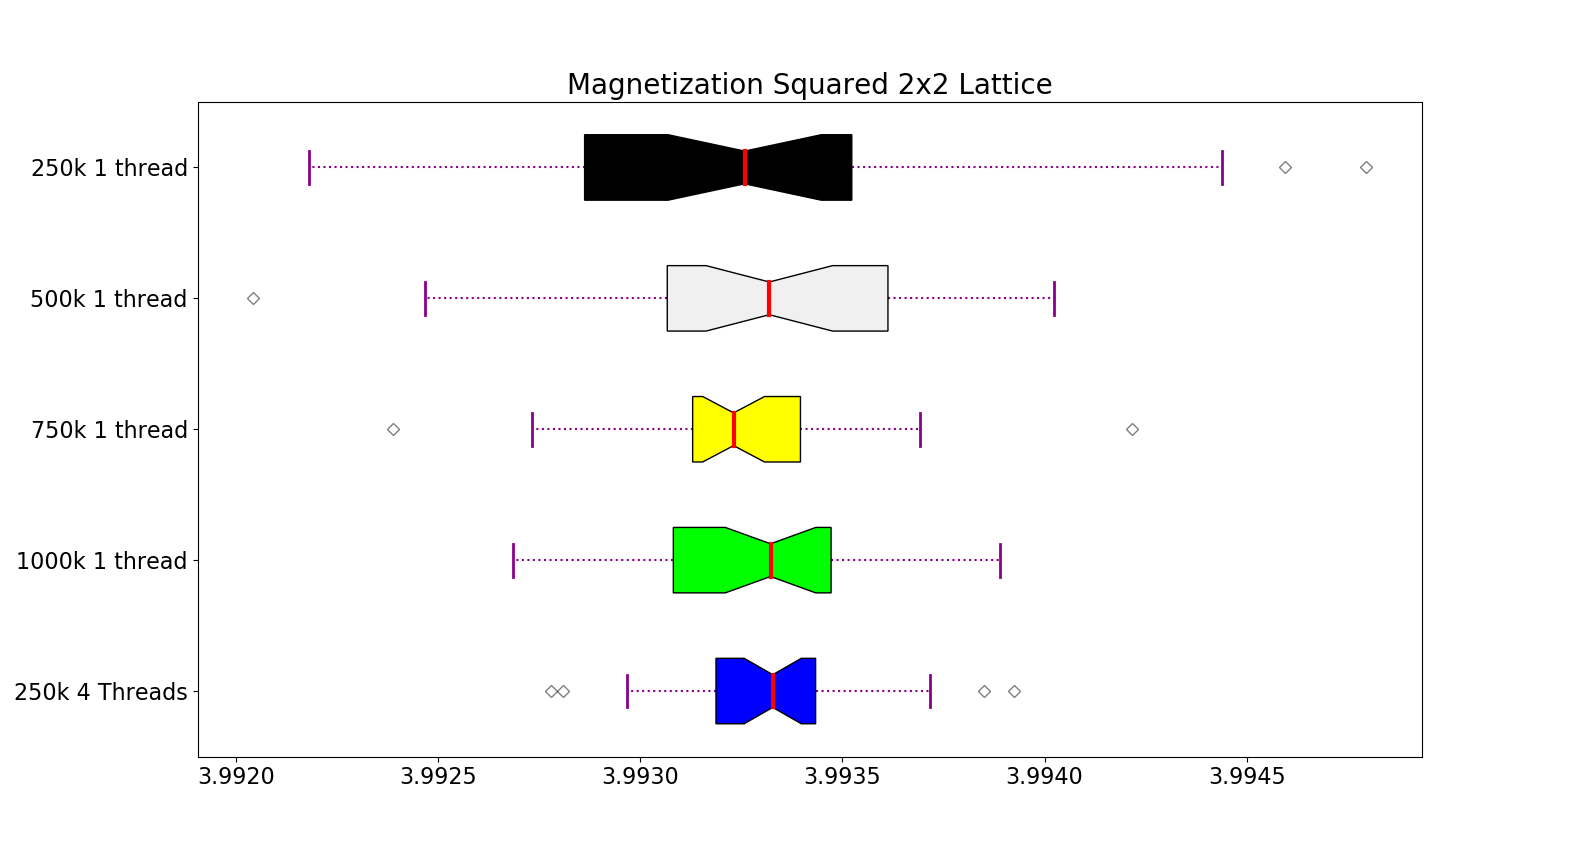 Magnetization Squared 2x2 Lattice
250k 1 thread
500k 1 thread
750k 1 thread
1000k 1 thread
250k 4 Threads
3.9920 3.9925 3.9930 3.9935 3.9940 3.9945